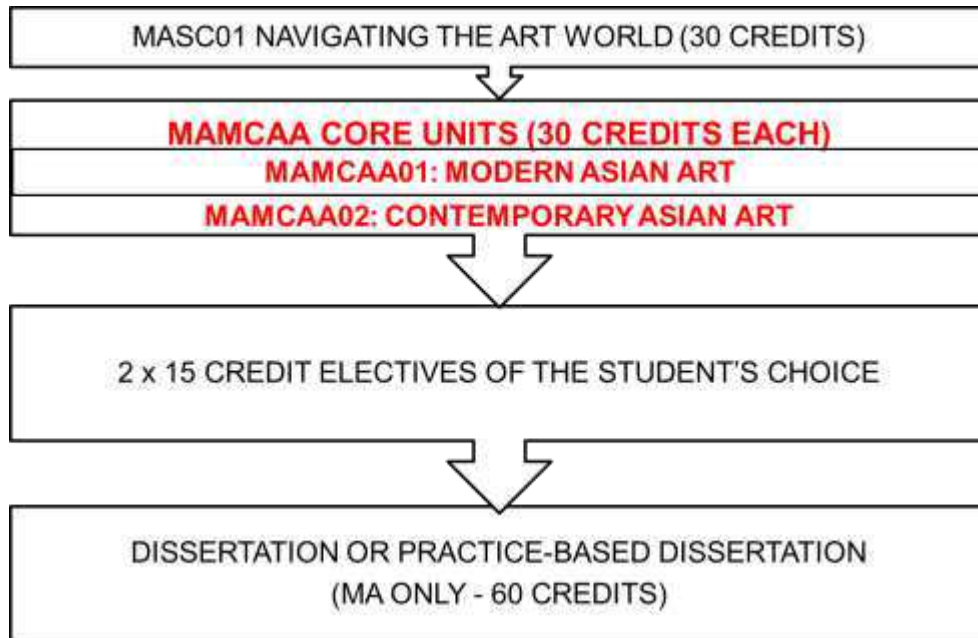 MASC01 NAVIGATING THE ART WORLD (30 CREDITS)
MAMCAA CORE UNITS (30 CREDITS EACH)
MAMCAA01: MODERN ASIAN ART
MAMCAA02: CONTEMPORARY ASIAN ART
2 x 15 CREDIT ELECTIVES OF THE STUDENT'S CHOICE
DISSERTATION OR PRACTICE-BASED DISSERTATION
(MA ONLY - 60 CREDITS)